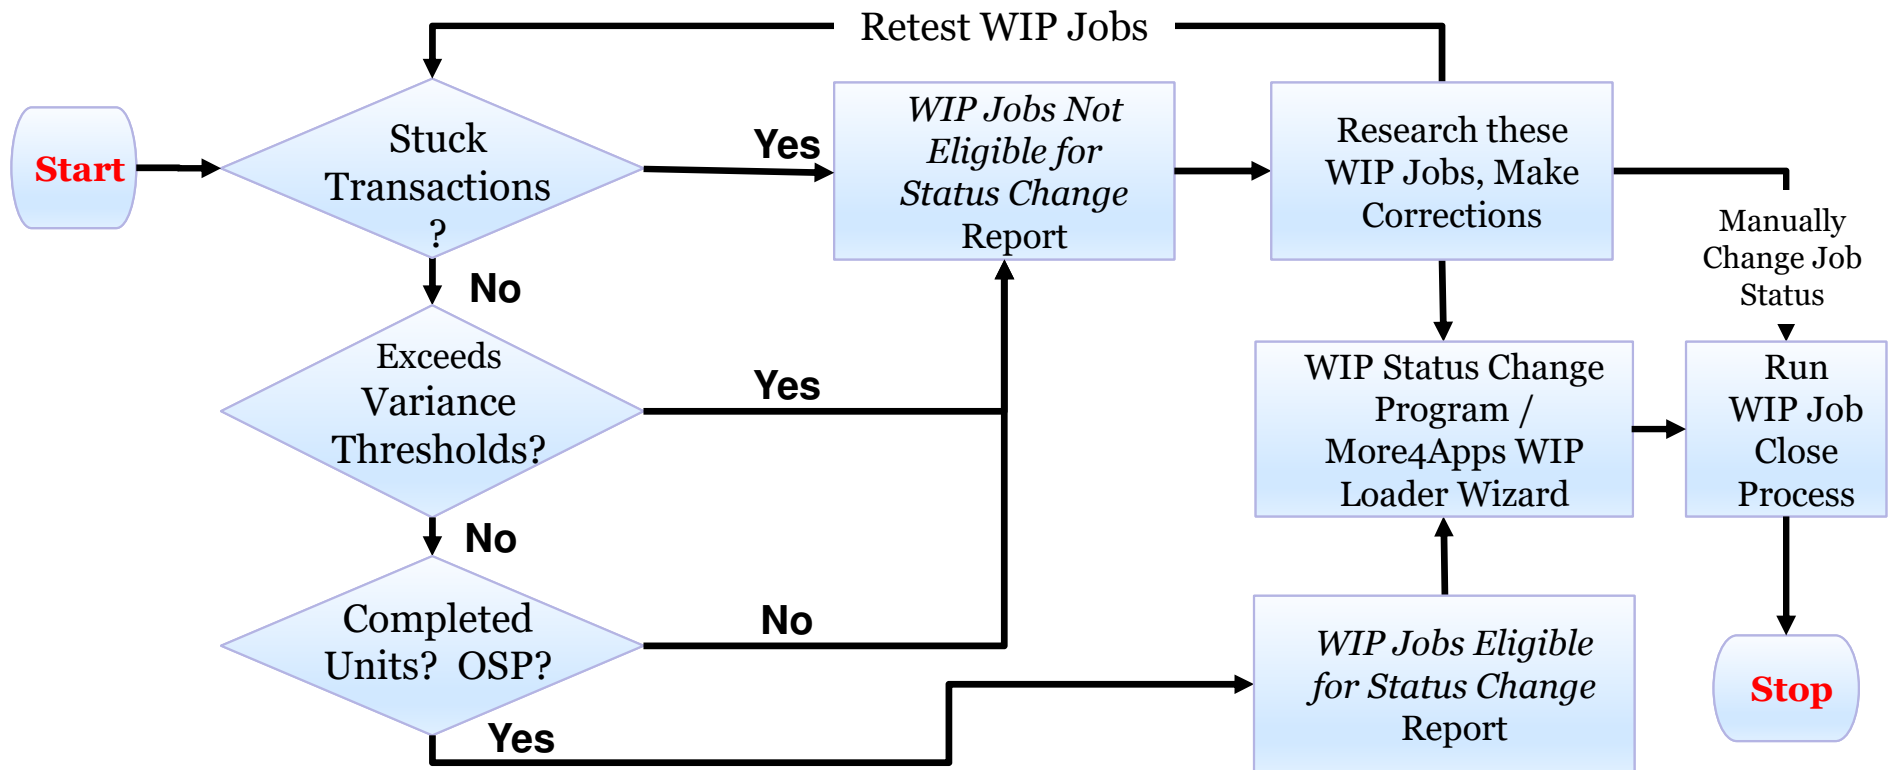 Retest WIP Jobs
Start
Stuck
Transactions
?
Yes
WIP Jobs Not
Eligible for
Status Change
Report
Research these
WIP Jobs, Make
Corrections
Manually
Change Job
Status
No
Exceeds
Variance
Thresholds?
Yes
WIP Status Change
Program /
More4Apps WIP
Loader Wizard
Run
WIP Job
Close
Process
No
Completed
Units? OSP?
No
Yes
WIP Jobs Eligible
for Status Change
Report
Stop